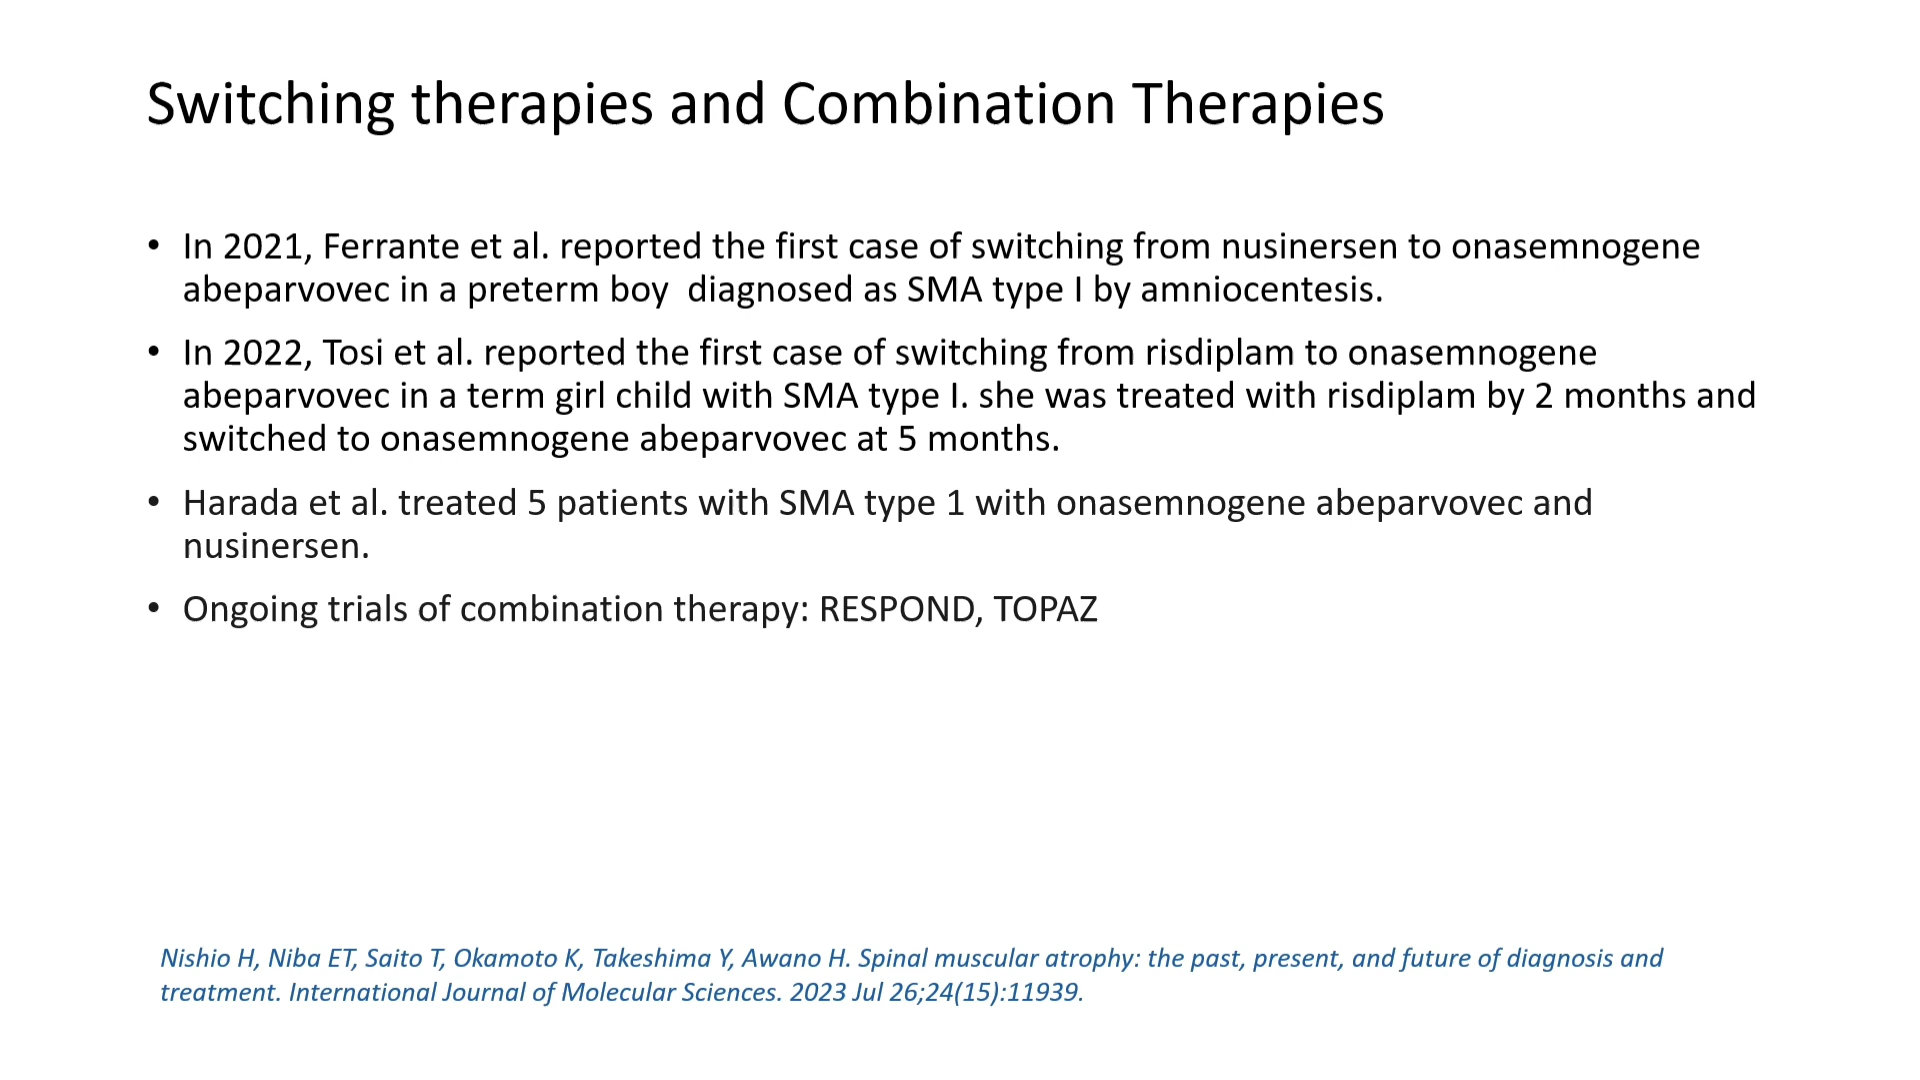 Switching therapies and Combination Therapies
• In 2021, Ferrante et al. reported the first case of switching from nusinersen to onasemnogene
abeparvovec in a preterm boy  diagnosed as SMA type I by amniocentesis.
• In 2022, Tosi et al. reported the first case of switching from risdiplam to onasemnogene
abeparvovec in a term girl child with SMA type I. she was treated with risdiplam by 2 months and
switched to onasemnogene abeparvovec at 5 months.
• Harada et al. treated 5 patients with SMA type 1 with onasemnogene abeparvovec and
nusinersen.
• Ongoing trials of combination therapy: RESPOND, TOPAZ
Nishio H, Niba ET, Saito T, Okamoto K, Takeshima Y, Awano H. Spinal muscular atrophy: the past, present, and future of diagnosis and
treatment. International Journal of Molecular Sciences. 2023 Jul 26;24(15):11939.